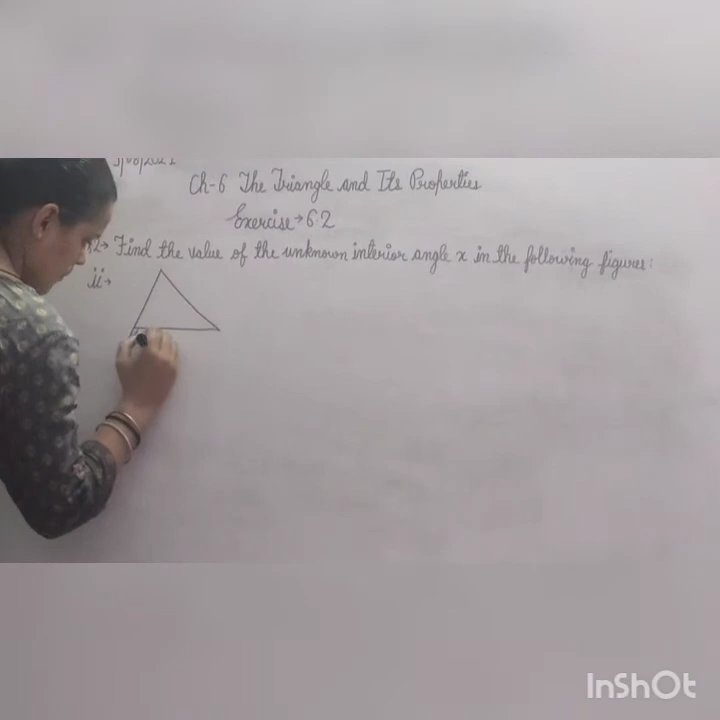 Ch-6 The Triangle and Its Properties
Exercise→6.2
2→ Find the value of the unknown interior angle x in the following figures:
ii→
InShOt